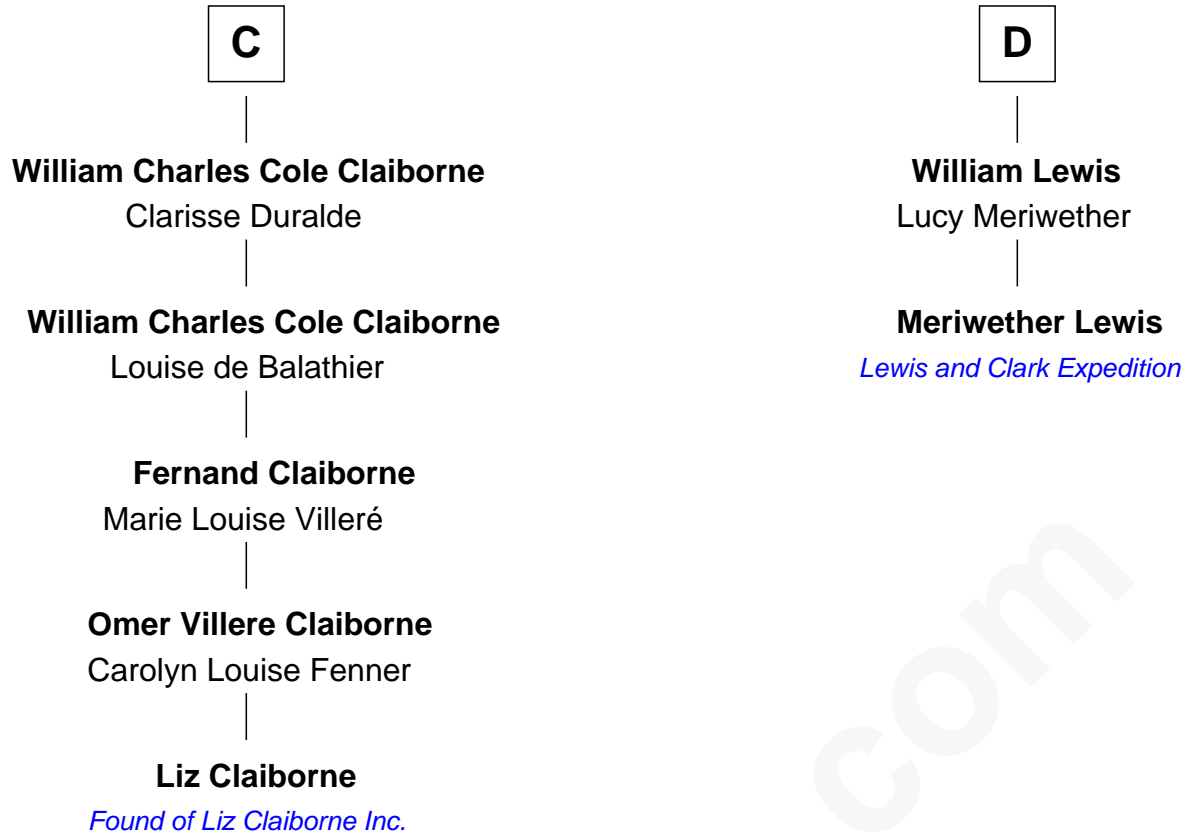 C
William Charles Cole Claiborne
Clarisse Duralde
William Charles Cole Claiborne
Louise de Balathier
Fernand Claiborne
Marie Louise Villeré
Omer Villere Claiborne
Carolyn Louise Fenner
Liz Claiborne
Found of Liz Claiborne Inc.
D
William Lewis
Lucy Meriwether
Meriwether Lewis
Lewis and Clark Expedition
com